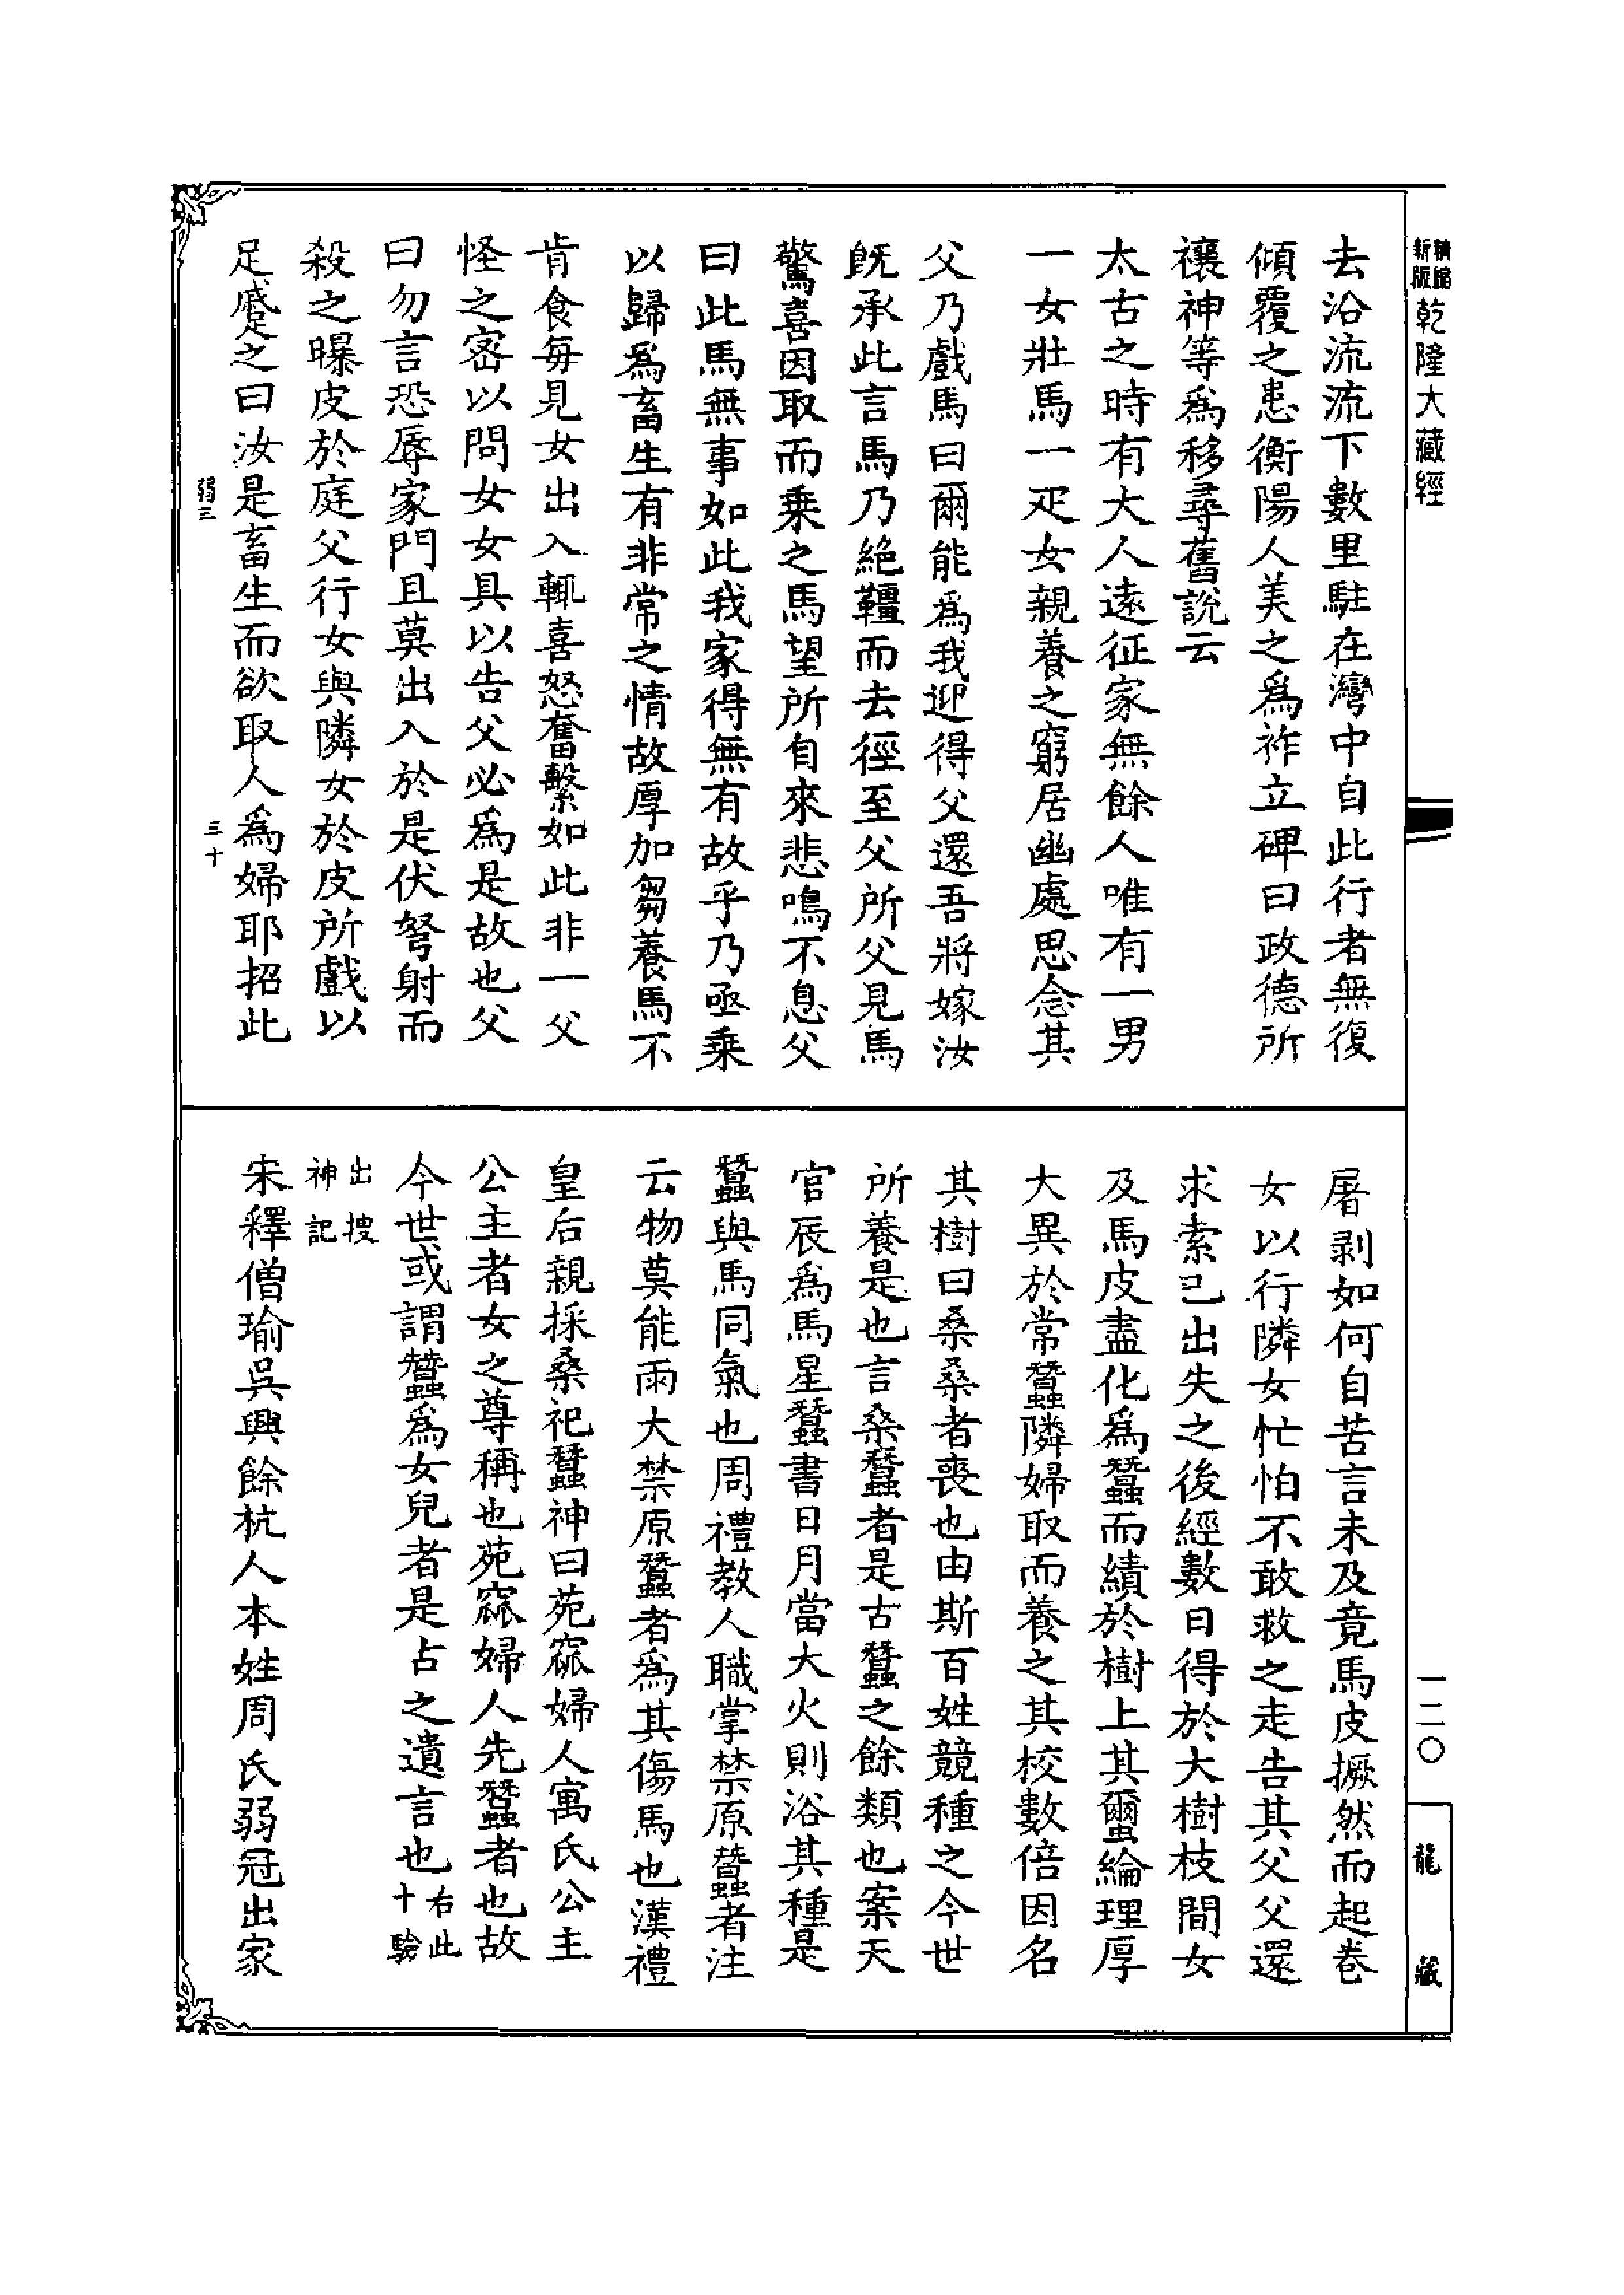 精縮新版乾隆大藏經
去沿流流下數里駐在灣中自此行者無復
傾覆之患衡陽人美之為祚立碑曰政德所
禳神等為移尋舊說云
太古之時有大人遠征家無餘人唯有一男
一女壯馬一疋女親養之窮居幽處思念其
父乃戲馬曰爾能為我迎得父還吾將嫁汝
旣承此言馬乃絕韁而去徑至父所父見馬
驚喜因取而乗之馬望所自來悲鳴不息父
曰此馬無事如此我家得無有故乎乃亟乗
以歸為畜生有非常之情故厚加芻養馬不
肯食每見女出入輒喜怒奮繫如此非一父
怪之密以問女女具以告父必為是故也父
曰勿言恐辱家門且莫出入於是伏弩射而
殺之曝皮於庭父行女與隣女於皮所戲以
足蹙之曰汝是畜生而欲取人為婦耶招此
弱三 三十
屠剥如何自苦言未及竟馬皮撅然而起卷
女以行隣女忙怕不敢救之走告其父父還
求索已出失之後經數日得於大樹枝間女
及馬皮盡化為蠶而績於樹上其𧕟綸理厚
大異於常蠶隣婦取而養之其校數倍因名
其樹曰桑桑者喪也由斯百姓競種之今世
所養是也言桑蠶者是古蠶之餘類也案天
官辰為馬星蠶書日月當大火則浴其種是
蠶與馬同氣也周禮教人職掌禁原蠶者注
云物莫能兩大禁原蠶者為其傷馬也漢禮
皇后親採桑祀蠶神曰苑窳婦人寓氏公主
公主者女之尊稱也苑窳婦人先蠶者也故
今世或謂蠶為女兒者是占之遺言也右此十驗
出搜神記
宋釋僧瑜吳興餘杭人本姓周氏弱冠出家
一二〇
龍藏